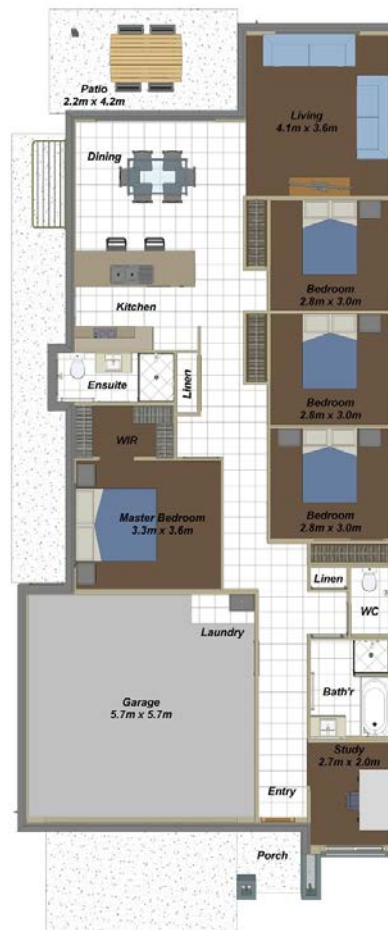 Patio
2.2m x 4.2m
Living
4.1m x 3.6m
Dining
Bedroom
2.8m x 3.0m
Kitchen
Bedroom
2.8m x 3.0m
Ensuite
Linen
WIR
Bedroom
2.8m x 3.0m
Master Bedroom
3.3m x 3.6m
Linen
WC
Laundry
Bath'r
Garage
5.7m x 5.7m
Study
2.7m x 2.0m
Entry
Porch